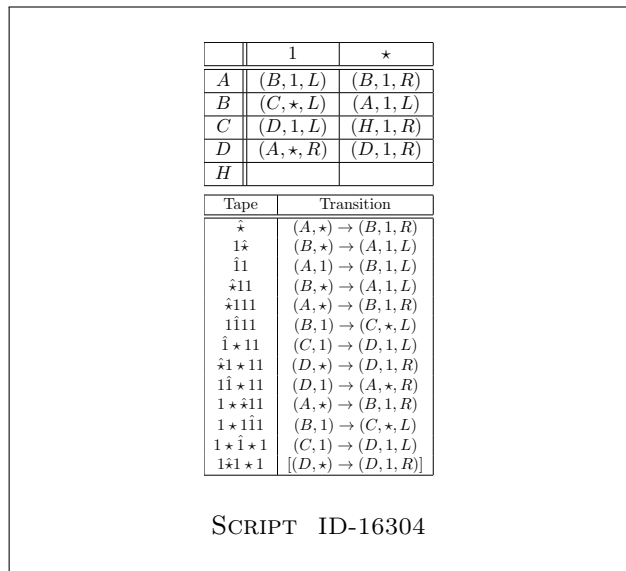 1 ⋆
A (B, 1, L) (B, 1, R)
B (C, ⋆, L) (A, 1, L)
C (D, 1, L) (H, 1, R)
D (A, ⋆, R) (D, 1, R)
H
Tape Transition
⋆̂ (A, ⋆) → (B, 1, R)
1⋆̂ (B, ⋆) → (A, 1, L)
1̂1 (A, 1) → (B, 1, L)
⋆̂11 (B, ⋆) → (A, 1, L)
⋆̂111 (A, ⋆) → (B, 1, R)
11̂11 (B, 1) → (C, ⋆, L)
1̂ ⋆ 11 (C, 1) → (D, 1, L)
⋆̂1 ⋆ 11 (D, ⋆) → (D, 1, R)
11̂ ⋆ 11 (D, 1) → (A, ⋆, R)
1 ⋆ ⋆̂11 (A, ⋆) → (B, 1, R)
1 ⋆ 11̂1 (B, 1) → (C, ⋆, L)
1 ⋆ 1̂ ⋆ 1 (C, 1) → (D, 1, L)
1⋆̂1 ⋆ 1 [(D, ⋆) → (D, 1, R)]
SCRIPT ID-16304